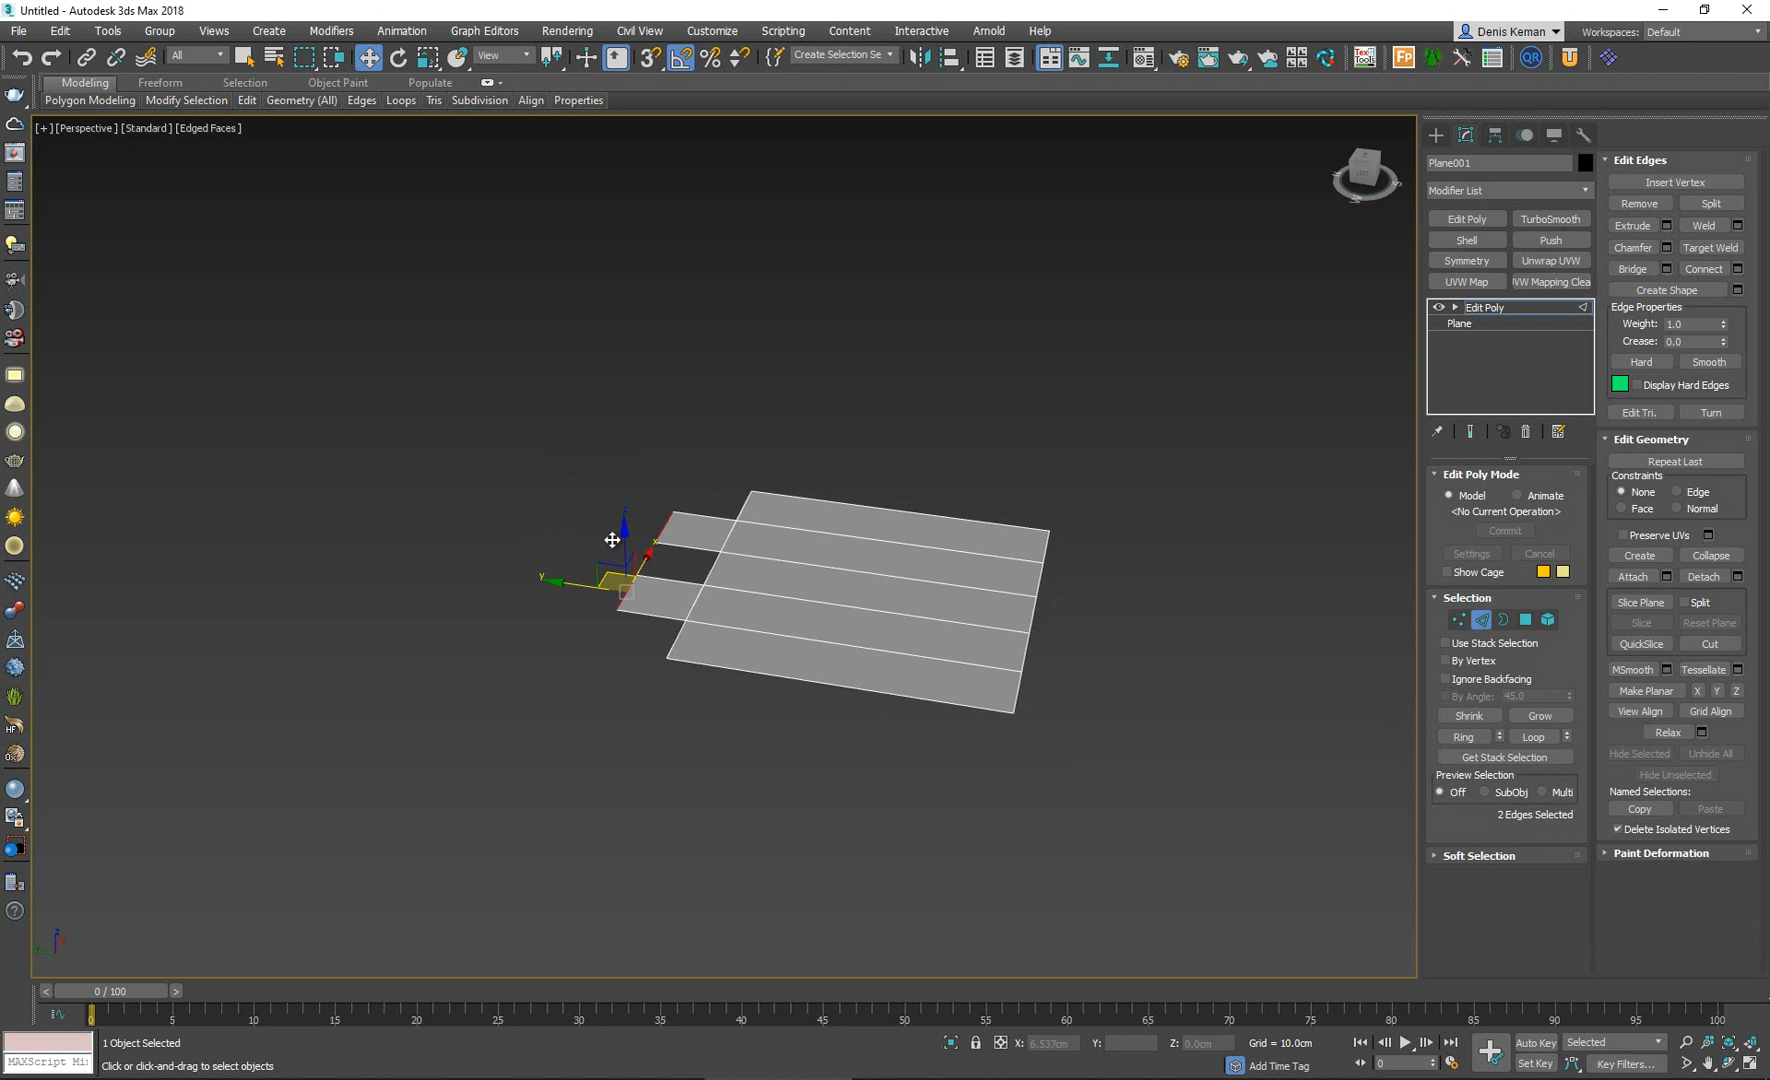 Untitled - Autodesk 3ds Max 2018
File Edit Tools Group Views Create Modifiers Animation Graph Editors Rendering Civil View Customize Scripting Content Interactive Arnold Help
Denis Keman Workspaces: Default
All View Create Selection Se
Modeling Freeform Selection Object Paint Populate
Polygon Modeling Modify Selection Edit Geometry (All) Edges Loops Tris Subdivision Align Properties
[+] [Perspective] [Standard] [Edged Faces]
Plane001
Modifier List
Edit Poly TurboSmooth
Shell Push
Symmetry Unwrap UVW
UVW Map VW Mapping Clea
Edit Poly
Plane
Edit Poly Mode
Model Animate
<No Current Operation>
Commit
Settings Cancel
Show Cage
Selection
Use Stack Selection
By Vertex
Ignore Backfacing
By Angle: 45.0
Shrink Grow
Ring Loop
Get Stack Selection
Preview Selection
Off SubObj Multi
2 Edges Selected
Soft Selection
Edit Edges
Insert Vertex
Remove Split
Extrude Weld
Chamfer Target Weld
Bridge Connect
Create Shape
Edge Properties
Weight: 1.0
Crease: 0.0
Hard Smooth
Display Hard Edges
Edit Tri. Turn
Edit Geometry
Repeat Last
Constraints
None Edge
Face Normal
Preserve UVs
Create Collapse
Attach Detach
Slice Plane Split
Slice Reset Plane
QuickSlice Cut
MSmooth Tessellate
Make Planar X Y Z
View Align Grid Align
Relax
Hide Selected Unhide All
Hide Unselected
Named Selections:
Copy Paste
Delete Isolated Vertices
Paint Deformation
z
x
y
< 0 / 100 >
0 5 10 15 20 25 30 35 40 45 50 55 60 65 70 75 80 85 90 95 100
1 Object Selected X: 6.537cm Y: Z: 0.0cm Grid = 10.0cm Auto Key Selected
MAXScript Mi: Click or click-and-drag to select objects Add Time Tag 0 Set Key Key Filters...